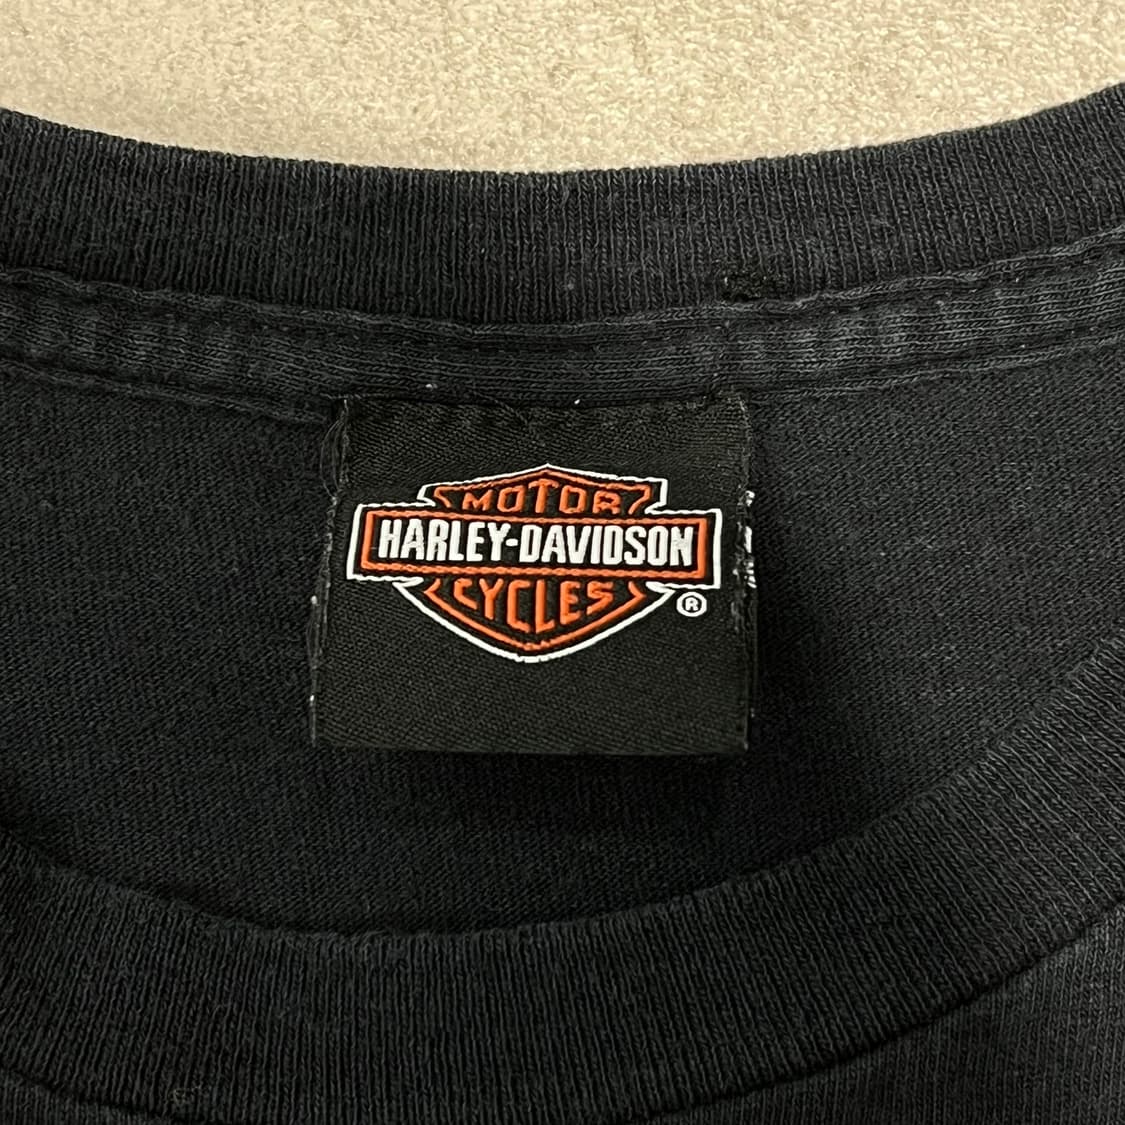 MOTOR
HARLEY-DAVIDSON
CYCLES
®